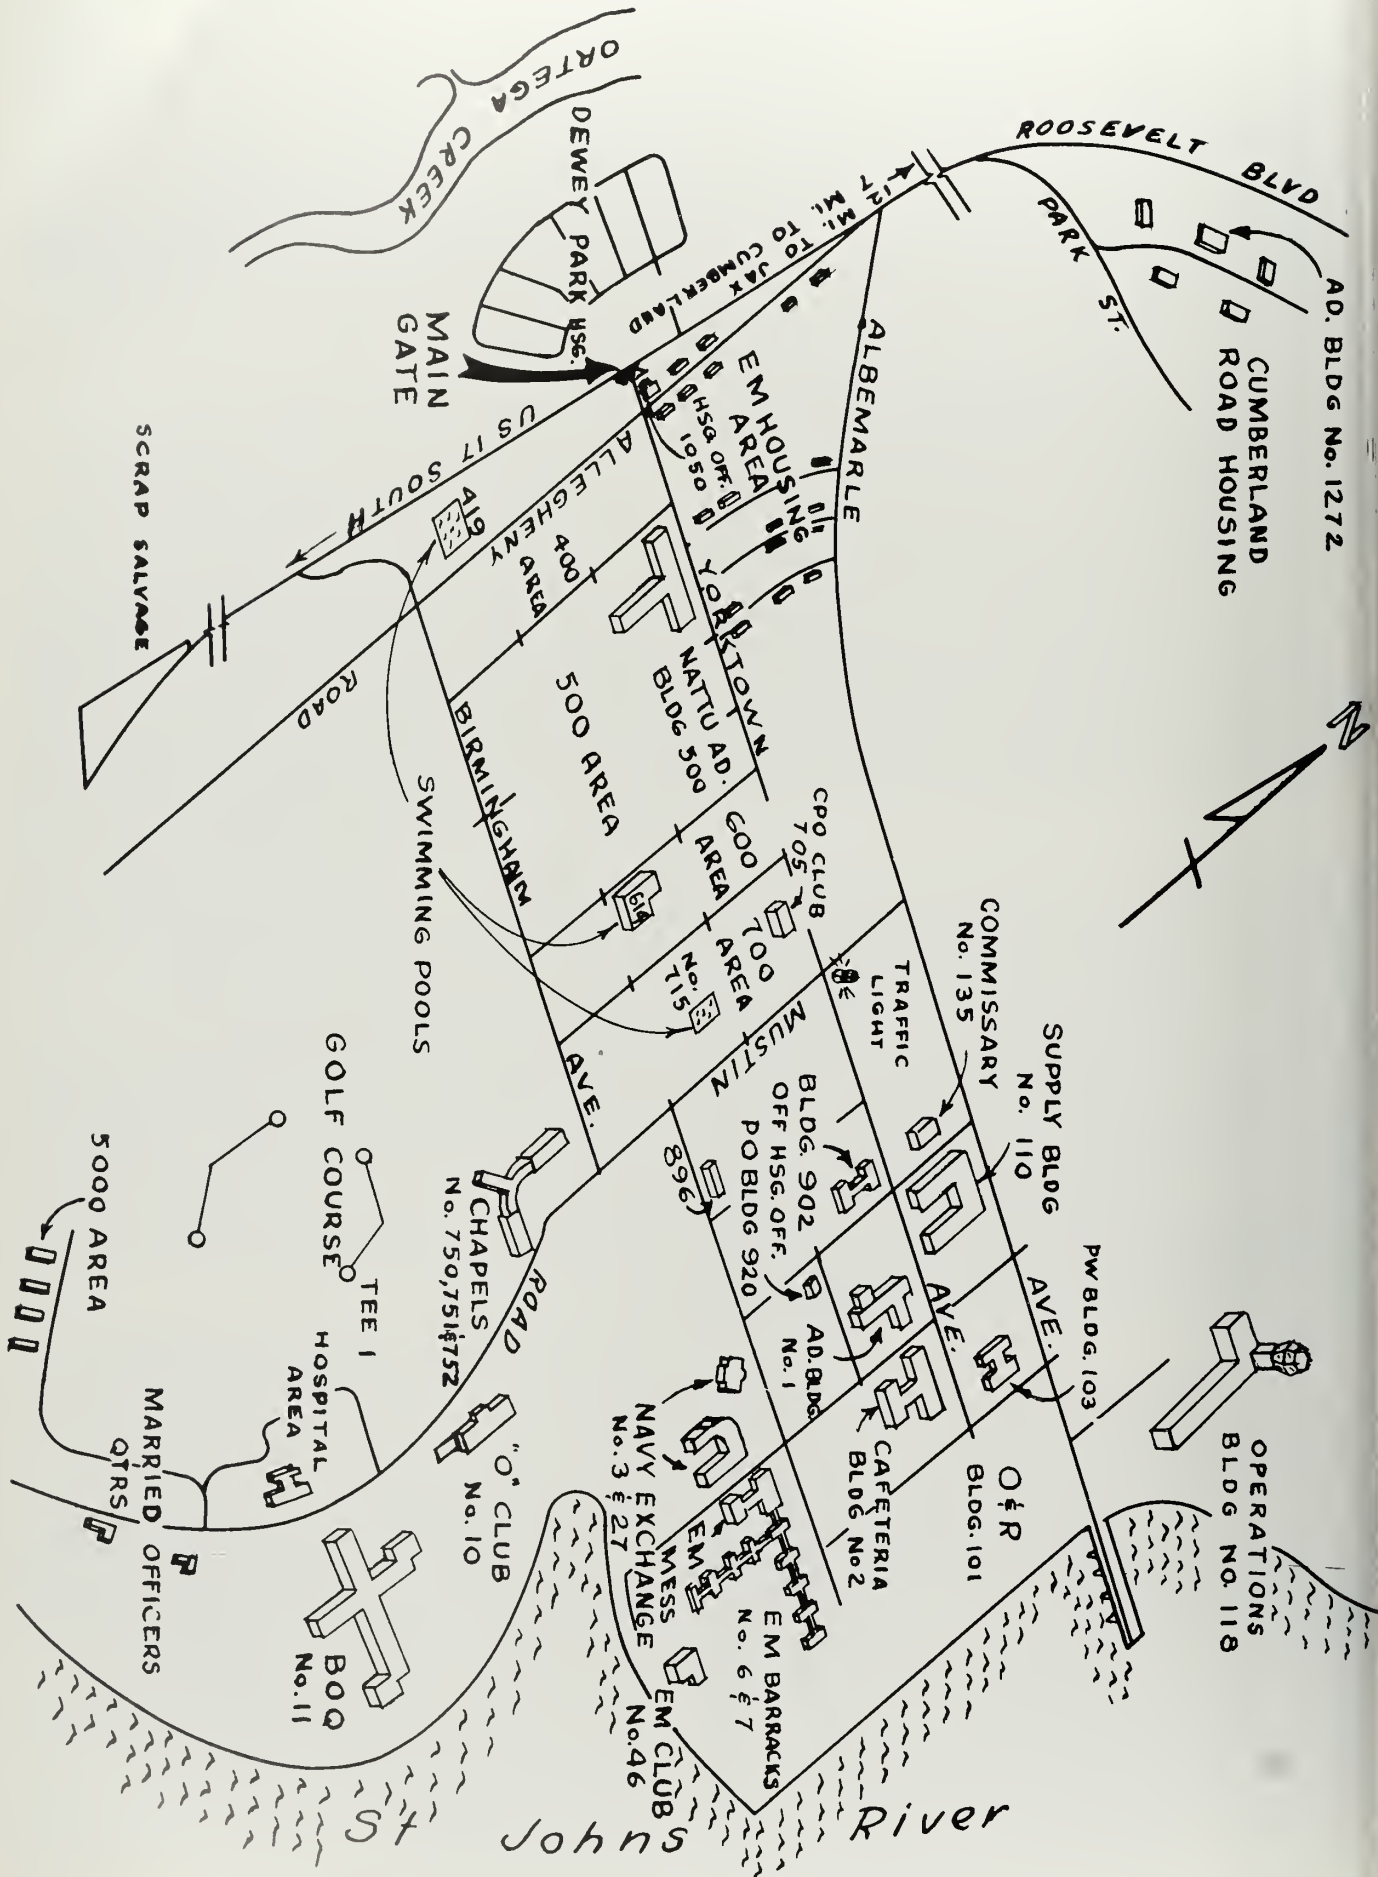 ROOSEVELT BLVD
PARK ST.
AD. BLDG No. 1272
CUMBERLAND
ROAD HOUSING
N
ORTEGA CREEK
DEWEY PARK HSG.
12 MI. TO JAX
7 MI. TO CUMBERLAND
MAIN
GATE
US 17 SOUTH
SCRAP SALVAGE
ALBEMARLE AVE.
EM HOUSING
AREA
HSG. OFF.
1050
ALLEGHENY ROAD
419
400
AREA
YORKTOWN AVE.
NATTU AD.
BLDG 500
500 AREA
BIRMINGHAM AVE.
SWIMMING POOLS
600
AREA
614
CPO CLUB
705
700
AREA
No.
715
MUSTIN ROAD
TRAFFIC
LIGHT
COMMISSARY
No. 135
SUPPLY BLDG
No. 110
PW BLDG. 103
OPERATIONS
BLDG NO. 118
BLDG. 902
OFF HSG. OFF.
PO BLDG 920
896
AD. BLDG.
No. 1
CAFETERIA
BLDG No2
O & R
BLDG. 101
NAVY EXCHANGE
No. 3 & 27
EM
MESS
EM BARRACKS
No. 6 & 7
EM CLUB
No. 46
CHAPELS
No. 750, 751 & 752
"O" CLUB
No. 10
GOLF COURSE
TEE 1
HOSPITAL
AREA
5000 AREA
MARRIED OFFICERS
QTRS
BOQ
No. 11
St Johns River